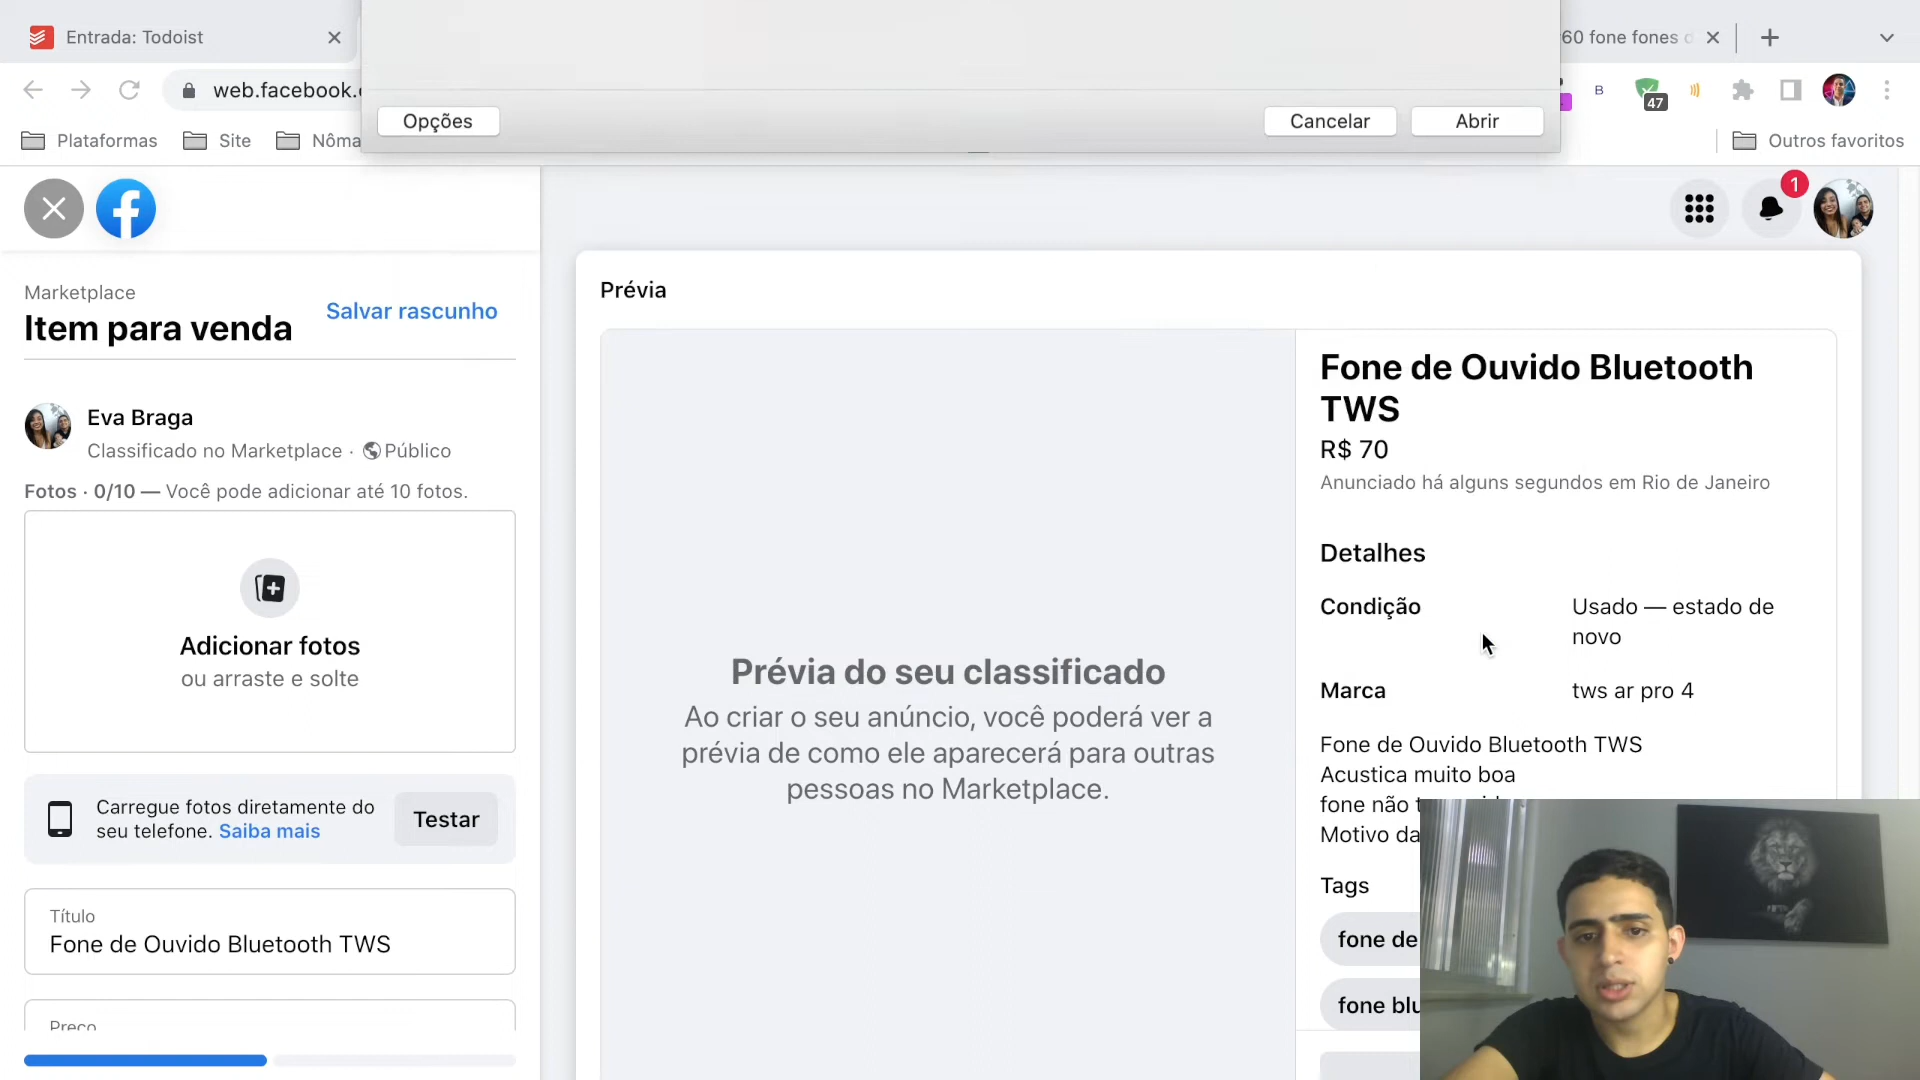 Entrada: Todoist
60 fone fones
web.facebook.
47
Opções
Cancelar
Abrir
Plataformas
Site
Nôma
Outros favoritos
1
Marketplace
Item para venda
Salvar rascunho
Eva Braga
Classificado no Marketplace · Público
Fotos · 0/10 — Você pode adicionar até 10 fotos.
Adicionar fotos
ou arraste e solte
Carregue fotos diretamente do
seu telefone. Saiba mais
Testar
Título
Fone de Ouvido Bluetooth TWS
Preço
Prévia
Prévia do seu classificado
Ao criar o seu anúncio, você poderá ver a
prévia de como ele aparecerá para outras
pessoas no Marketplace.
Fone de Ouvido Bluetooth
TWS
R$ 70
Anunciado há alguns segundos em Rio de Janeiro
Detalhes
Condição
Usado — estado de
novo
Marca
tws ar pro 4
Fone de Ouvido Bluetooth TWS
Acustica muito boa
fone não
Motivo da
Tags
fone de
fone blu